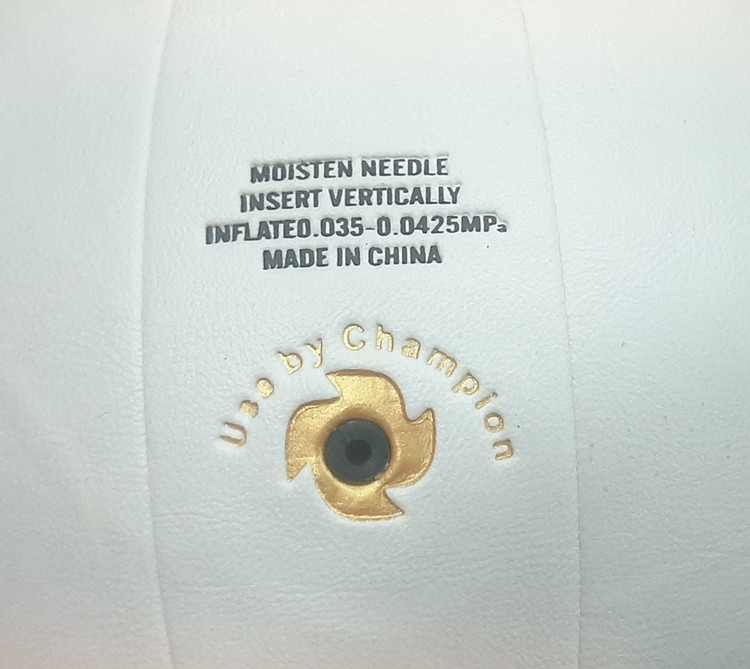 MOISTEN NEEDLE
INSERT VERTICALLY
INFLATE0.035-0.0425MPa
MADE IN CHINA
Use by Champion